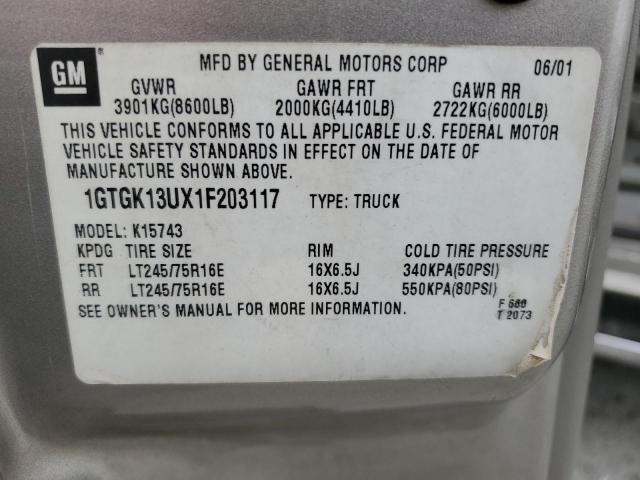 GM
MFD BY GENERAL MOTORS CORP 06/01
GVWR GAWR FRT GAWR RR
3901KG(8600LB) 2000KG(4410LB) 2722KG(6000LB)
THIS VEHICLE CONFORMS TO ALL APPLICABLE U.S. FEDERAL MOTOR
VEHICLE SAFETY STANDARDS IN EFFECT ON THE DATE OF
MANUFACTURE SHOWN ABOVE.
1GTGK13UX1F203117 TYPE: TRUCK
MODEL: K15743
KPDG TIRE SIZE RIM COLD TIRE PRESSURE
FRT LT245/75R16E 16X6.5J 340KPA(50PSI)
RR LT245/75R16E 16X6.5J 550KPA(80PSI)
SEE OWNER'S MANUAL FOR MORE INFORMATION.
F 680
T 2073